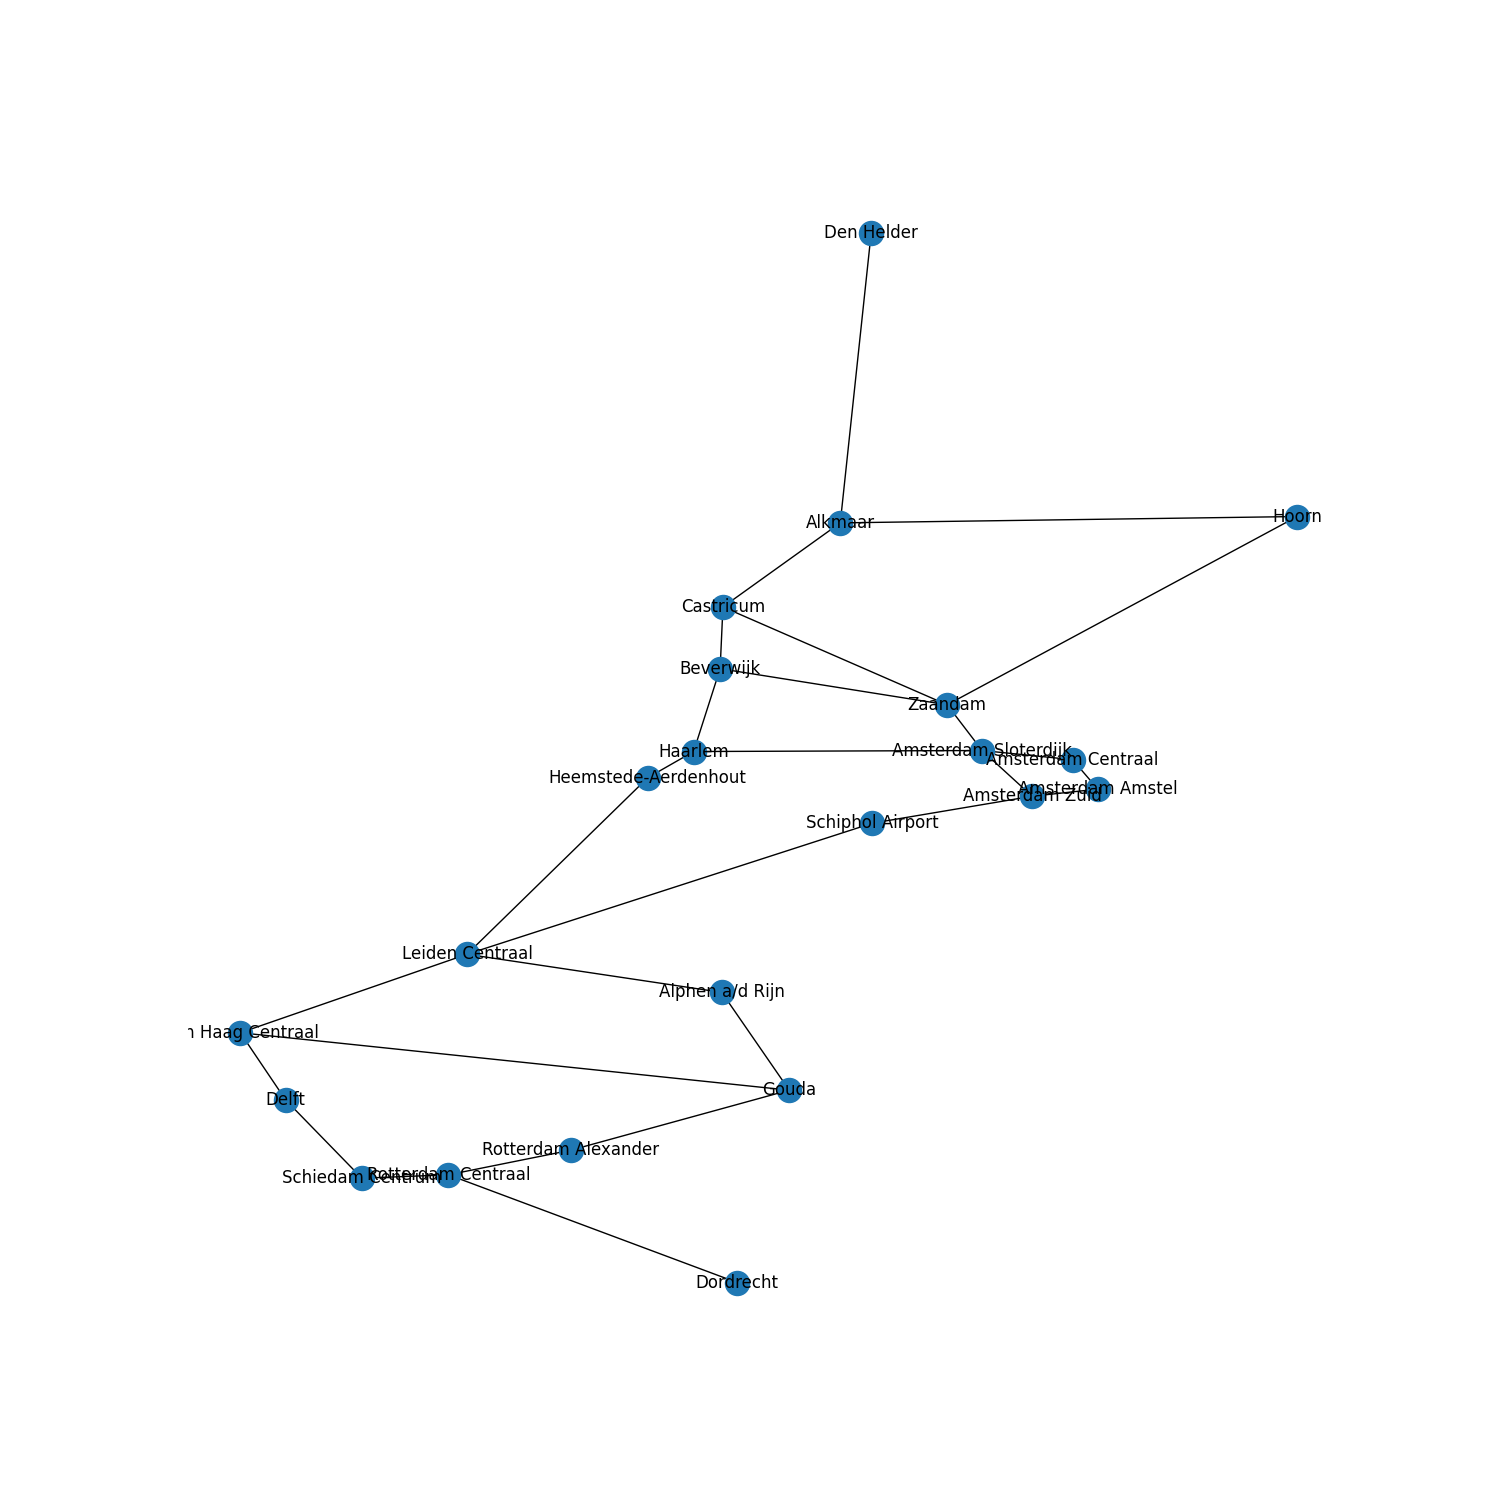 Den Helder
Alkmaar
Hoorn
Castricum
Beverwijk
Zaandam
Haarlem
Amsterdam Sloterdijk
Amsterdam Centraal
Heemstede-Aerdenhout
Amsterdam Amstel
Amsterdam Zuid
Schiphol Airport
Leiden Centraal
Alphen a/d Rijn
n Haag Centraal
Gouda
Delft
Rotterdam Alexander
Rotterdam Centraal
Schiedam Centrum
Dordrecht